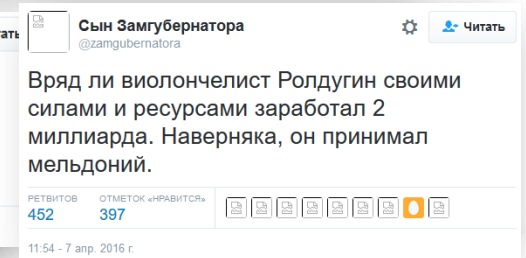 ать
Сын Замгубернатора
@zamgubernatora
Читать
Вряд ли виолончелист Ролдугин своими
силами и ресурсами заработал 2
миллиарда. Наверняка, он принимал
мельдоний.
РЕТВИТОВ
ОТМЕТОК «НРАВИТСЯ»
452
397
11:54 - 7 апр. 2016 г.